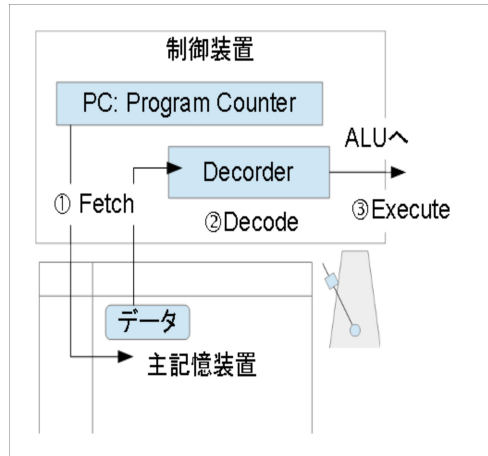 制御装置
PC: Program Counter
ALUへ
Decorder
① Fetch
②Decode
③Execute
データ
主記憶装置